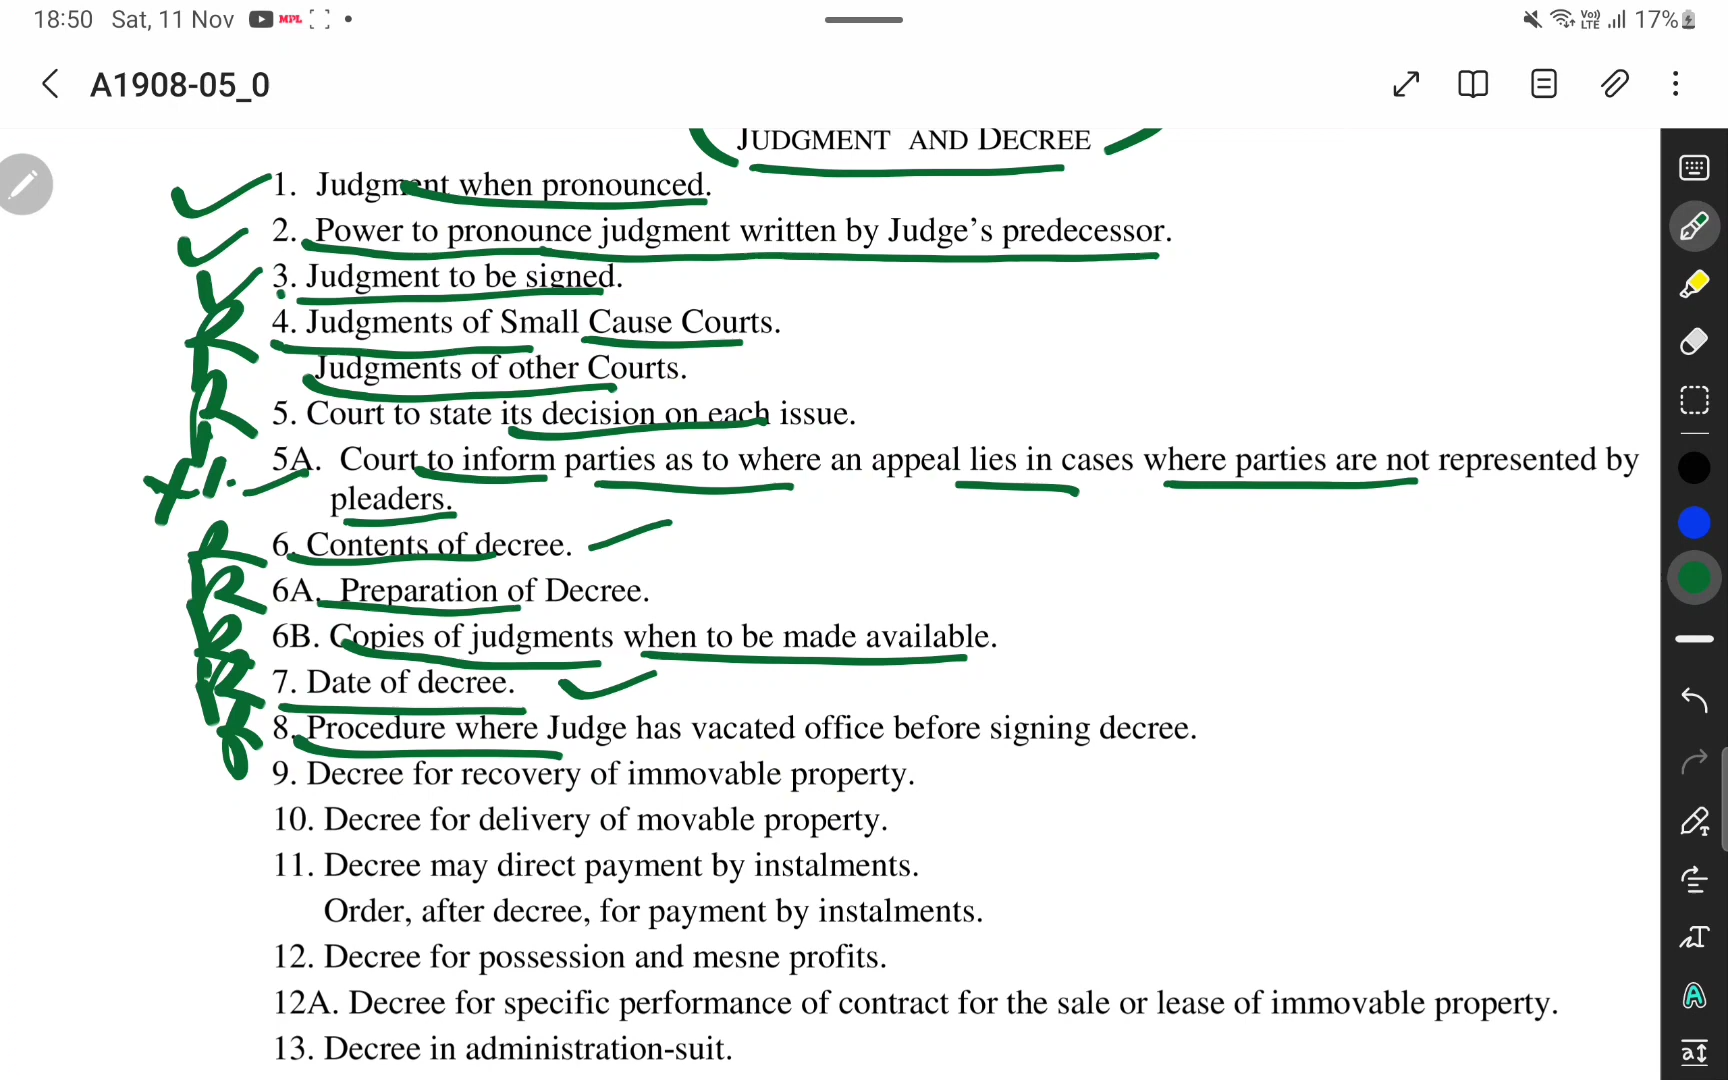 18:50 Sat, 11 Nov MPL Vo)) LTE 17%
A1908-05_0
JUDGMENT AND DECREE
1. Judgment when pronounced.
2. Power to pronounce judgment written by Judge’s predecessor.
3. Judgment to be signed.
4. Judgments of Small Cause Courts.
Judgments of other Courts.
5. Court to state its decision on each issue.
5A. Court to inform parties as to where an appeal lies in cases where parties are not represented by
pleaders.
6. Contents of decree.
6A. Preparation of Decree.
6B. Copies of judgments when to be made available.
7. Date of decree.
8. Procedure where Judge has vacated office before signing decree.
9. Decree for recovery of immovable property.
10. Decree for delivery of movable property.
11. Decree may direct payment by instalments.
Order, after decree, for payment by instalments.
12. Decree for possession and mesne profits.
12A. Decree for specific performance of contract for the sale or lease of immovable property.
13. Decree in administration-suit.